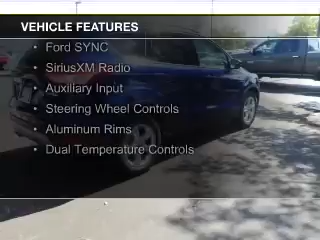 VEHICLE FEATURES
• Ford SYNC
• SiriusXM Radio
• Auxiliary Input
• Steering Wheel Controls
• Aluminum Rims
• Dual Temperature Controls